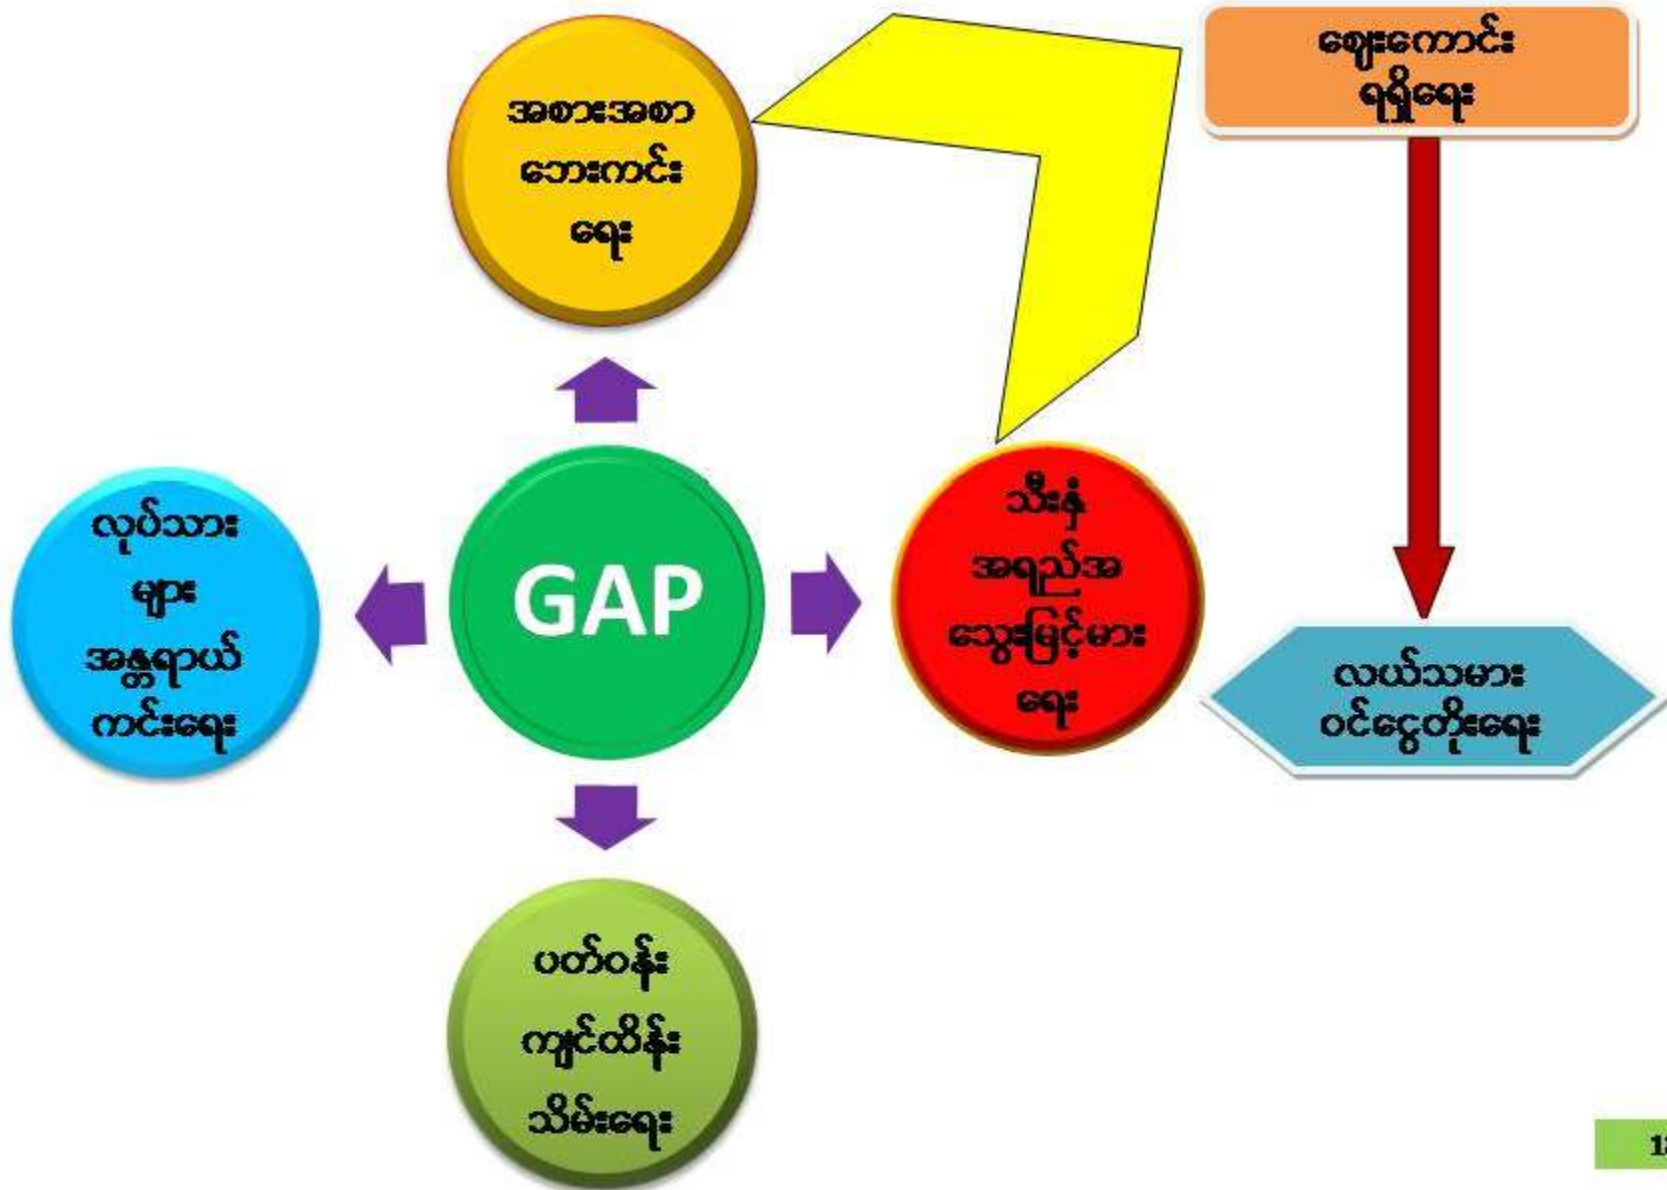 အစားအစာ
ဘေးကင်း
ရေး
ဈေးကောင်း
ရရှိရေး
လုပ်သား
များ
အန္တရာယ်
ကင်းရေး
GAP
သီးနှံ
အရည်အ
သွေးမြင့်မား
ရေး
လယ်သမား
ဝင်ငွေတိုးရေး
ပတ်ဝန်း
ကျင်ထိန်း
သိမ်းရေး